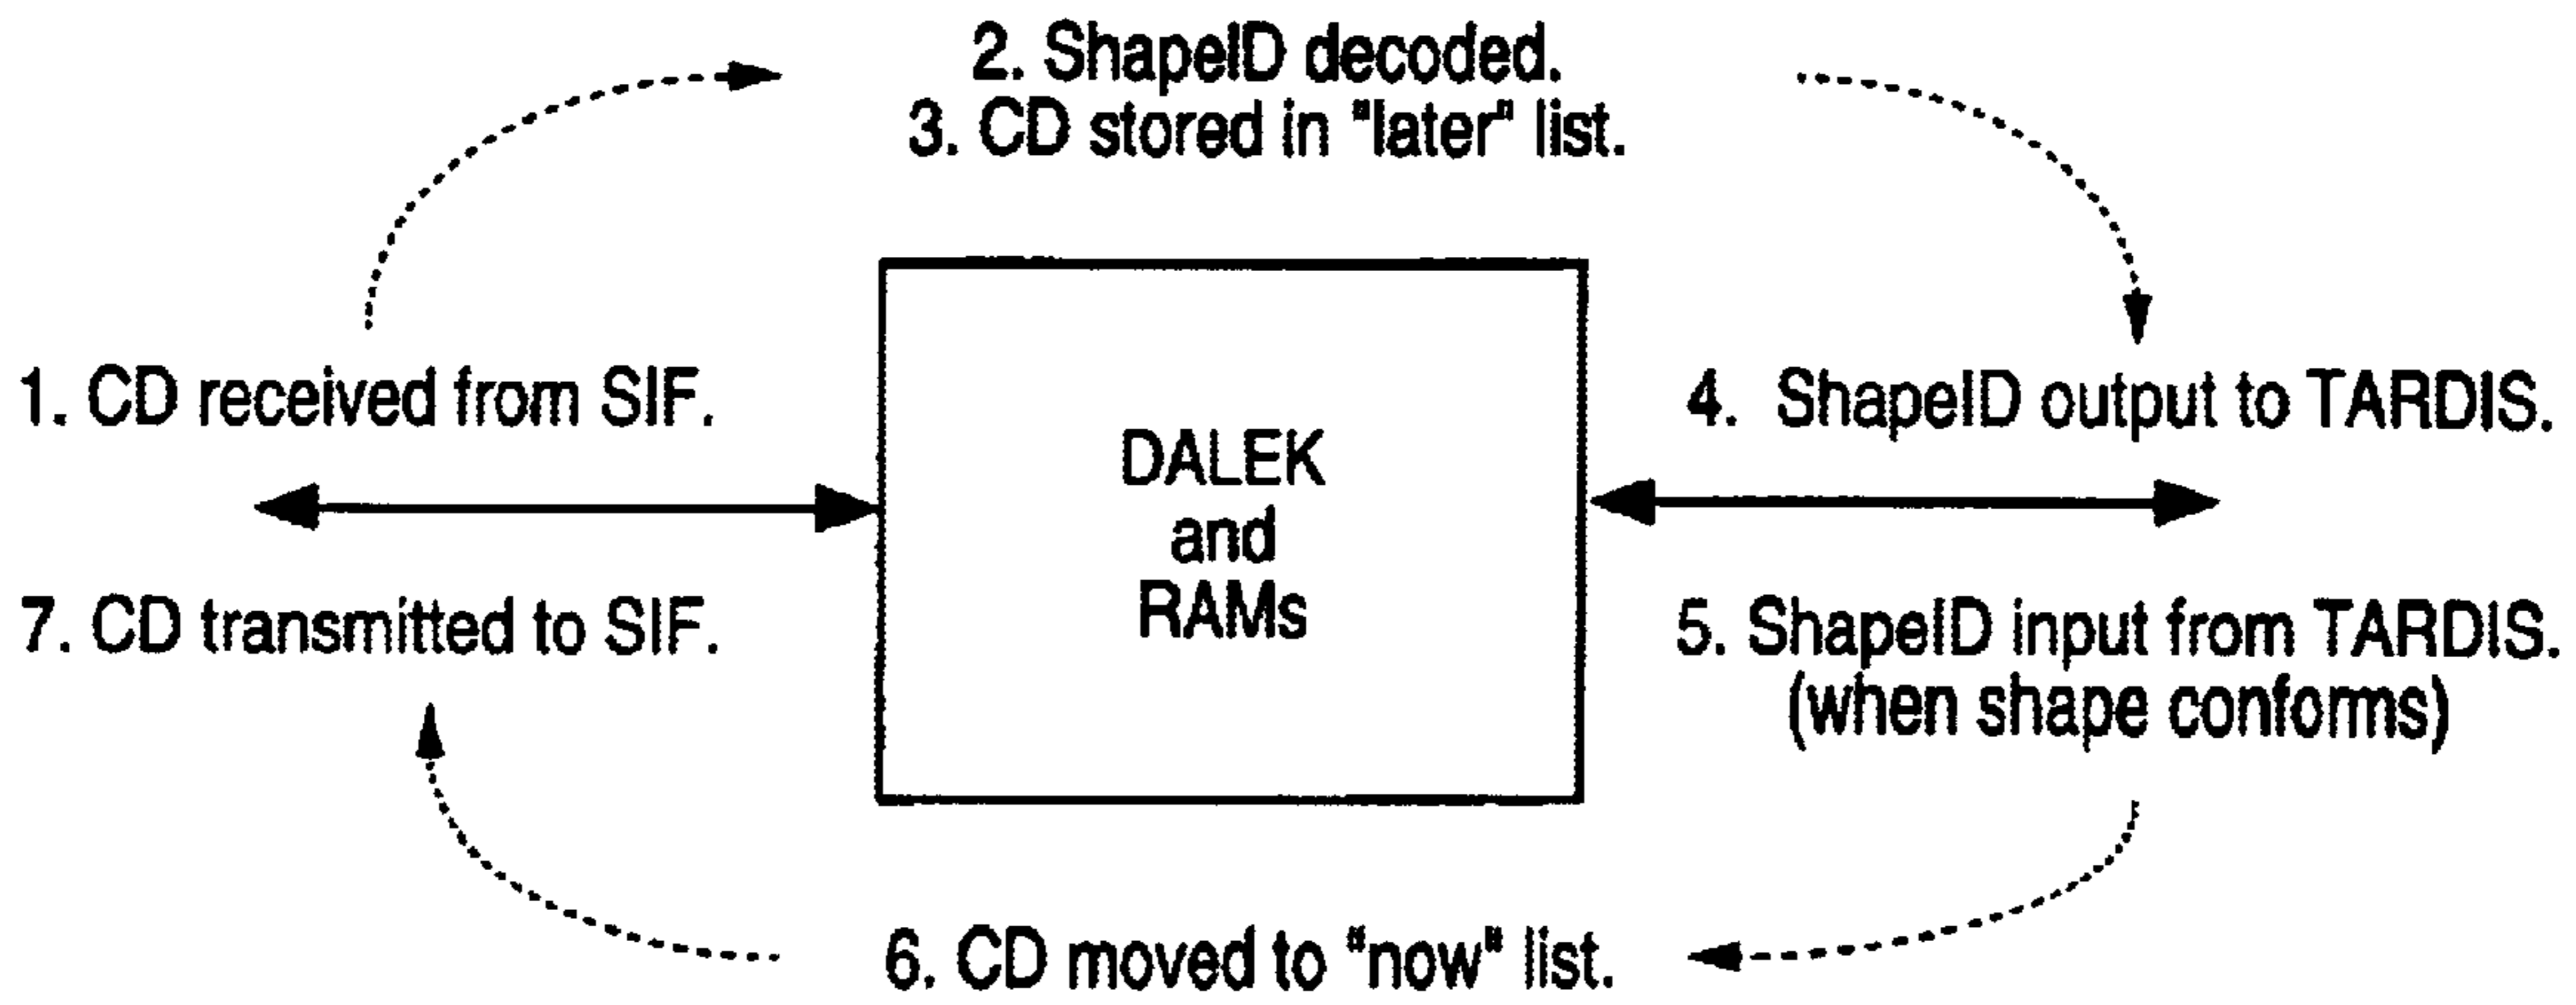 2. ShapeID decoded.
3. CD stored in "later" list.
1. CD received from SIF.
4. ShapeID output to TARDIS.
DALEK
and
RAMs
7. CD transmitted to SIF.
5. ShapeID input from TARDIS.
(when shape conforms)
6. CD moved to "now" list.